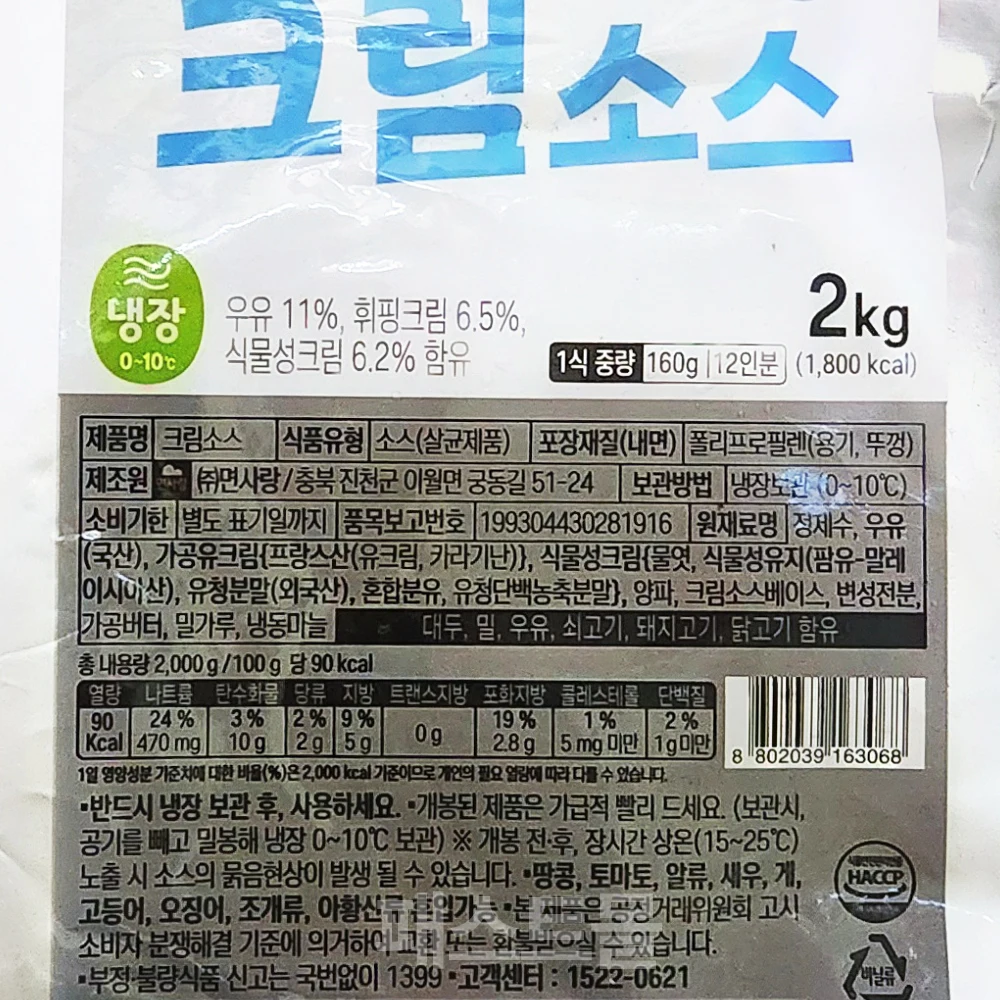 크림소스
냉장
0~10℃
우유 11%, 휘핑크림 6.5%,
식물성크림 6.2% 함유
2kg
1식 중량 160g 12인분 (1,800 kcal)
제품명 크림소스 식품유형 소스(살균제품) 포장재질(내면) 폴리프로필렌(용기, 뚜껑)
제조원 ㈜면사랑/충북 진천군 이월면 궁동길 51-24 보관방법 냉장보관 (0~10℃)
소비기한 별도 표기일까지 품목보고번호 199304430281916 원재료명 정제수, 우유
(국산), 가공유크림{프랑스산(유크림, 카라기난)}, 식물성크림{물엿, 식물성유지(팜유-말레
이시아산), 유청분말(외국산), 혼합분유, 유청단백농축분말}, 양파, 크림소스베이스, 변성전분,
가공버터, 밀가루, 냉동마늘 대두, 밀, 우유, 쇠고기, 돼지고기, 닭고기 함유
총 내용량 2,000 g / 100 g 당 90 kcal
열량 나트륨 탄수화물 당류 지방 트랜스지방 포화지방 콜레스테롤 단백질
90 24 % 3 % 2 % 9 % 0 g 19 % 1 % 2 %
Kcal 470 mg 10 g 2 g 5 g 2.8 g 5 mg 미만 1 g 미만
8 802039 163068
1일 영양성분 기준치에 대한 비율(%)은 2,000 kcal 기준이므로 개인의 필요 열량에 따라 다를 수 있습니다.
▪반드시 냉장 보관 후, 사용하세요. ▪개봉된 제품은 가급적 빨리 드세요. (보관시,
공기를 빼고 밀봉해 냉장 0~10℃ 보관) ※ 개봉 전·후, 장시간 상온(15~25℃)
노출 시 소스의 묽음현상이 발생 될 수 있습니다. ▪땅콩, 토마토, 알류, 새우, 게,
고등어, 오징어, 조개류, 아황산 ▪본 제품은 공정거래위원회 고시
소비자 분쟁해결 기준에 의거하여 교환 또는 환불받으실 수 있습니다.
▪부정·불량식품 신고는 국번없이 1399 ▪고객센터 : 1522-0621
HACCP
비닐류